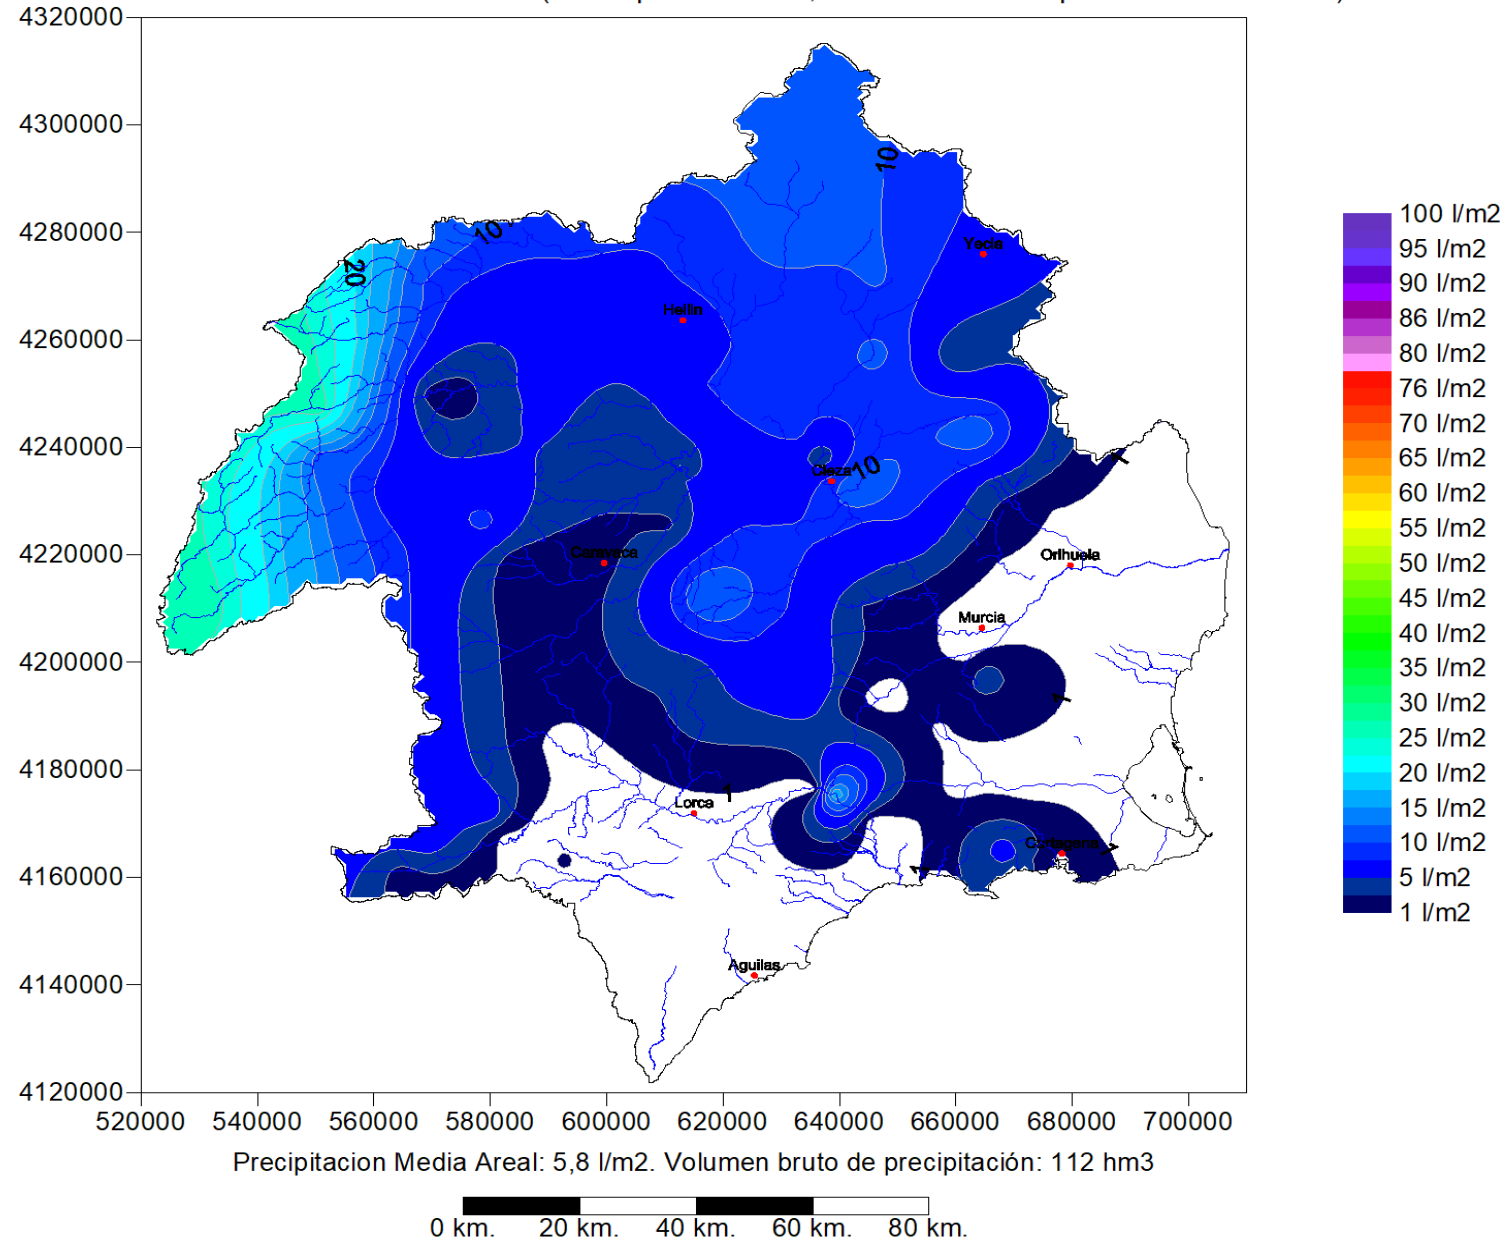 4320000
4300000
4280000
4260000
4240000
4220000
4200000
4180000
4160000
4140000
4120000
520000 540000 560000 580000 600000 620000 640000 660000 680000 700000
10
10
20
Yecla
Hellin
Cieza
10
1
Caravaca
Orihuela
Murcia
1
1
Lorca
Cartagena
1
1
Aguilas
100 l/m2
95 l/m2
90 l/m2
86 l/m2
80 l/m2
76 l/m2
70 l/m2
65 l/m2
60 l/m2
55 l/m2
50 l/m2
45 l/m2
40 l/m2
35 l/m2
30 l/m2
25 l/m2
20 l/m2
15 l/m2
10 l/m2
5 l/m2
1 l/m2
Precipitacion Media Areal: 5,8 l/m2. Volumen bruto de precipitación: 112 hm3
0 km. 20 km. 40 km. 60 km. 80 km.